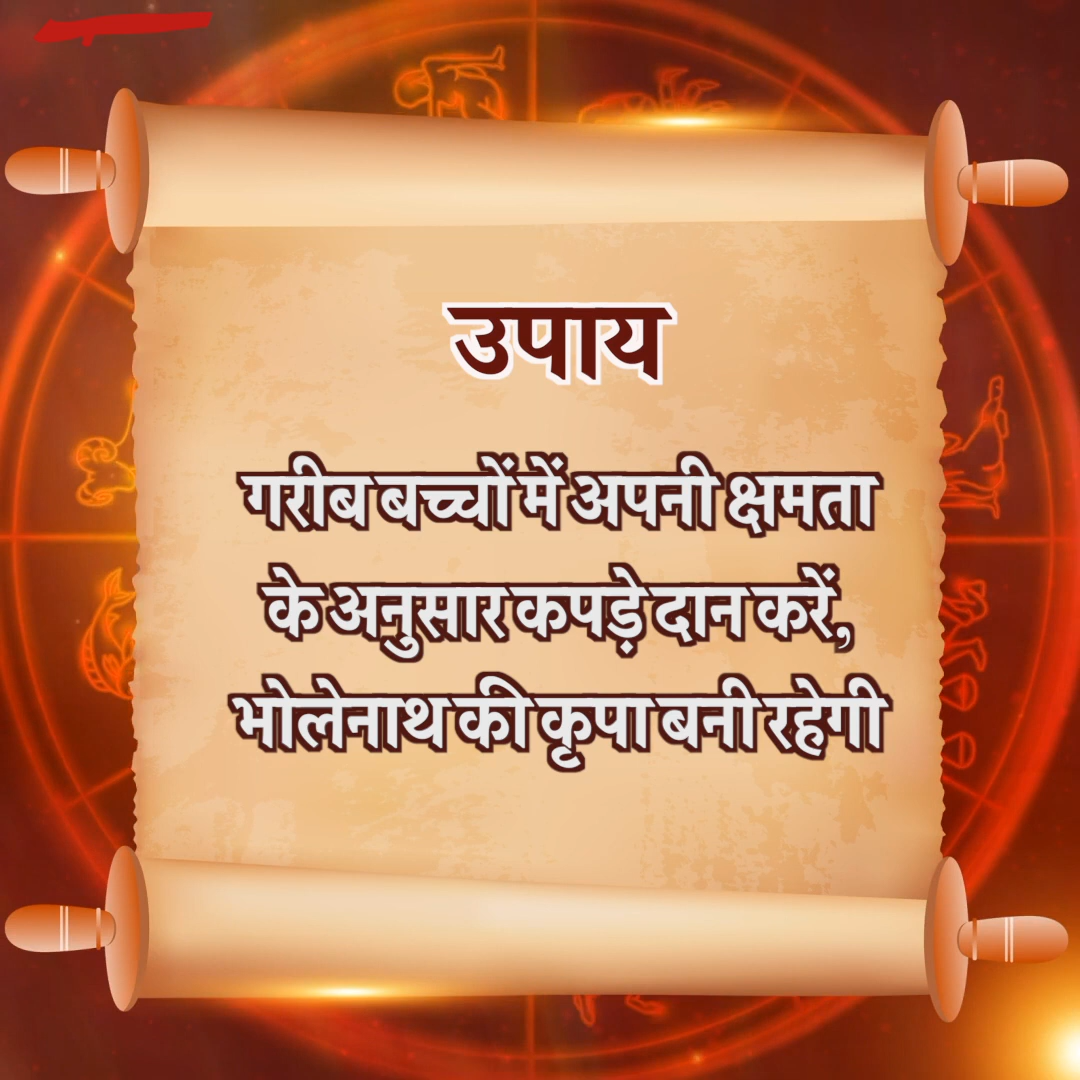 उपाय
गरीब बच्चों में अपनी क्षमता
के अनुसार कपड़े दान करें,
भोलेनाथ की कृपा बनी रहेगी